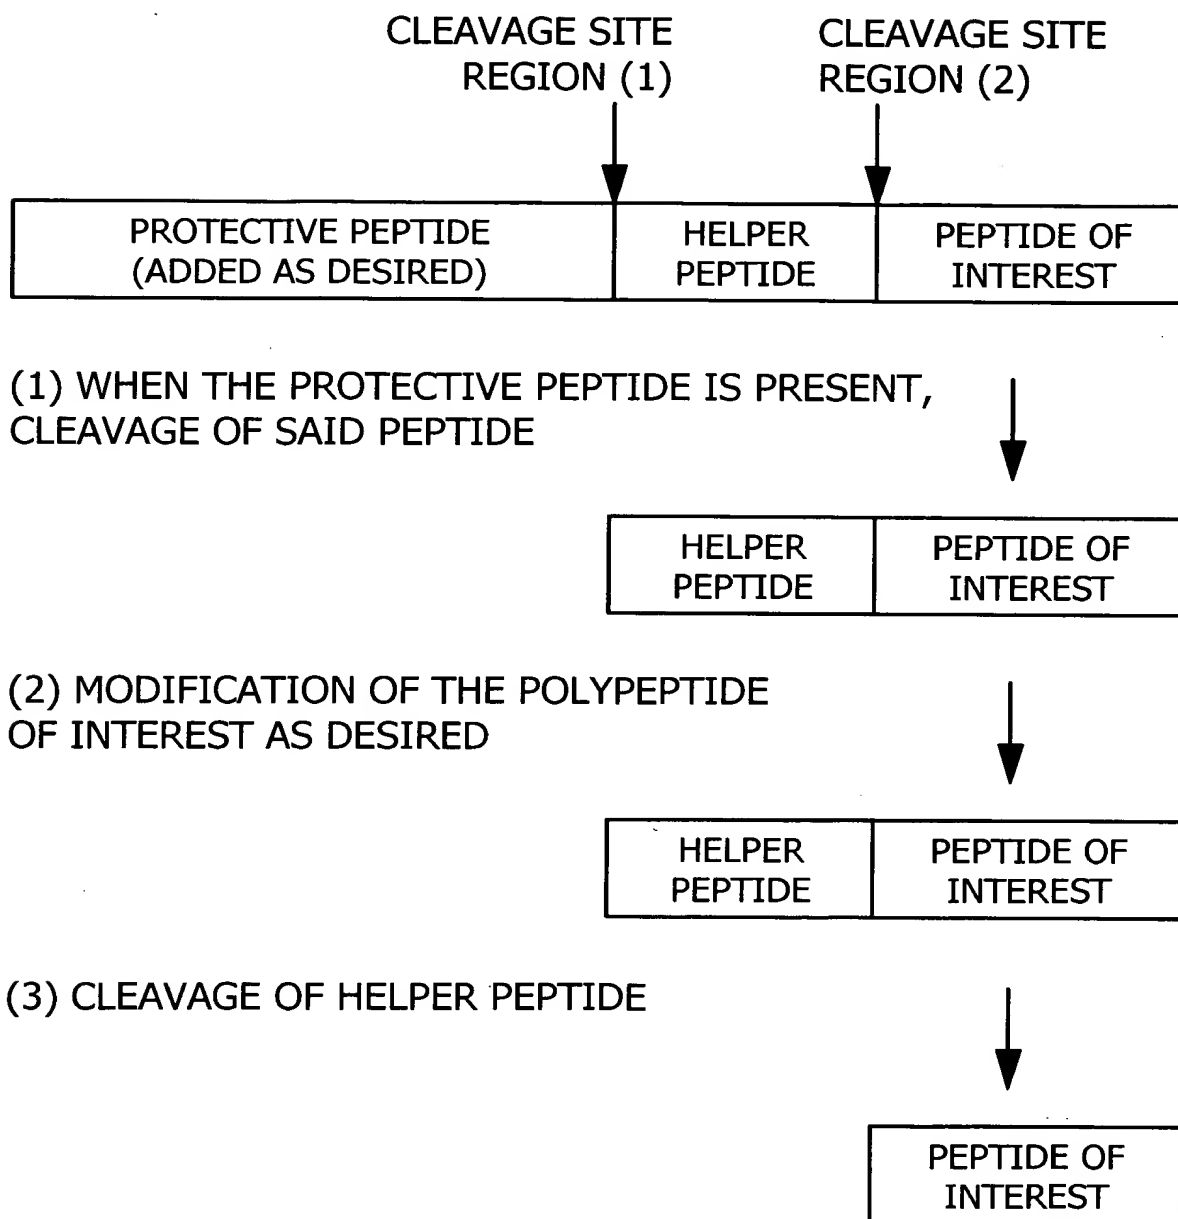 CLEAVAGE SITE
REGION (1)
CLEAVAGE SITE
REGION (2)
PROTECTIVE PEPTIDE
(ADDED AS DESIRED)
HELPER
PEPTIDE
PEPTIDE OF
INTEREST
(1) WHEN THE PROTECTIVE PEPTIDE IS PRESENT,
CLEAVAGE OF SAID PEPTIDE
HELPER
PEPTIDE
PEPTIDE OF
INTEREST
(2) MODIFICATION OF THE POLYPEPTIDE
OF INTEREST AS DESIRED
HELPER
PEPTIDE
PEPTIDE OF
INTEREST
(3) CLEAVAGE OF HELPER PEPTIDE
PEPTIDE OF
INTEREST